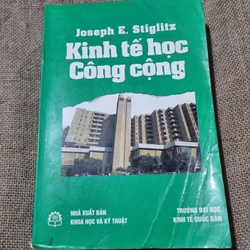 Joseph E. Stiglitz
Kinh tế học
Công cộng
NHÀ XUẤT BẢN
KHOA HỌC VÀ KỸ THUẬT
TRƯỜNG ĐẠI HỌC
KINH TẾ QUỐC DÂN